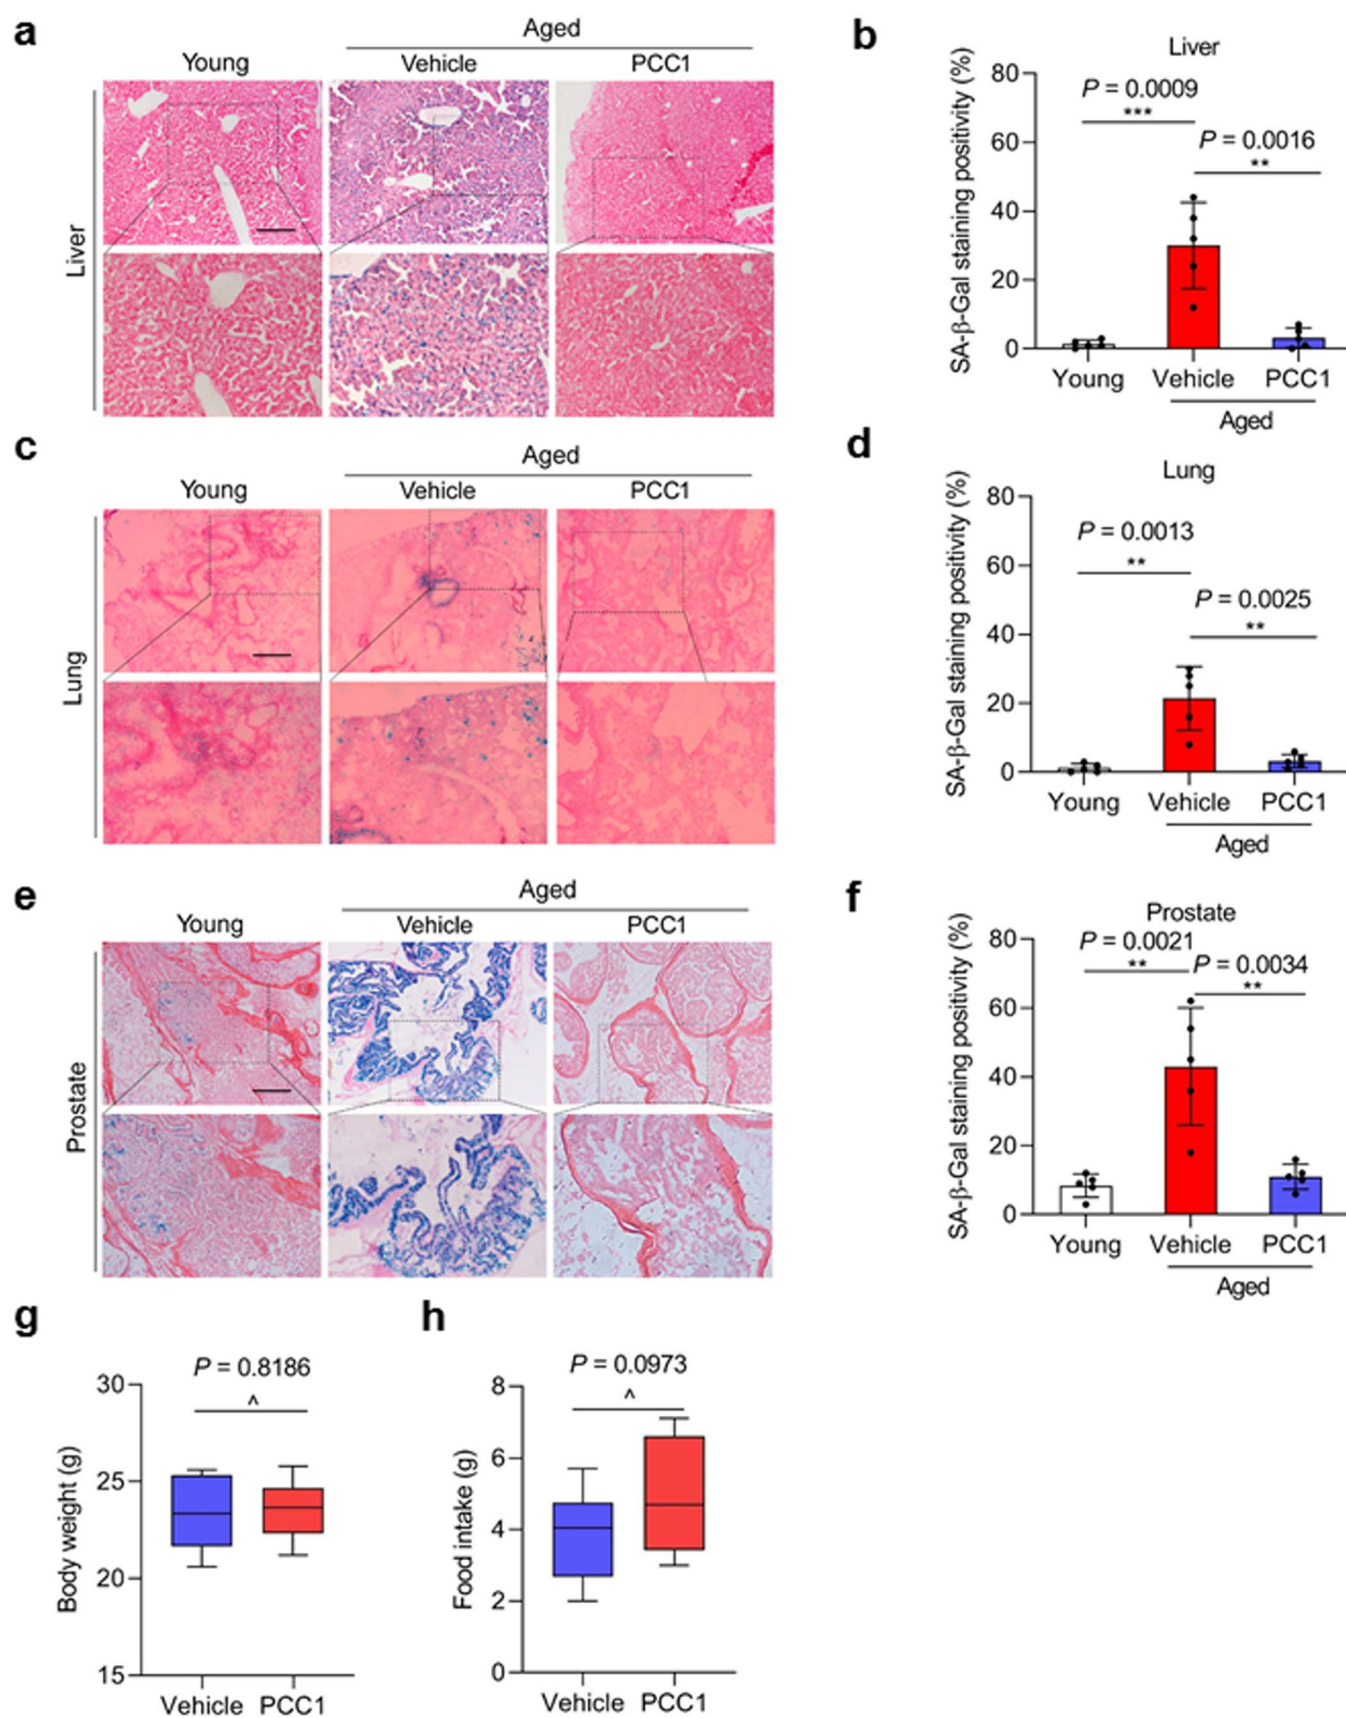 a
Aged
Young
Vehicle
PCC1
Liver
b
Liver
SA-β-Gal staining positivity (%)
80
60
40
20
0
P = 0.0009
***
P = 0.0016
**
Young
Vehicle
PCC1
Aged
c
Aged
Young
Vehicle
PCC1
Lung
d
Lung
SA-β-Gal staining positivity (%)
80
60
40
20
0
P = 0.0013
**
P = 0.0025
**
Young
Vehicle
PCC1
Aged
e
Aged
Young
Vehicle
PCC1
Prostate
f
Prostate
SA-β-Gal staining positivity (%)
80
60
40
20
0
P = 0.0021
**
P = 0.0034
**
Young
Vehicle
PCC1
Aged
g
Body weight (g)
30
25
20
15
P = 0.8186
^
Vehicle
PCC1
h
Food intake (g)
8
6
4
2
0
P = 0.0973
^
Vehicle
PCC1